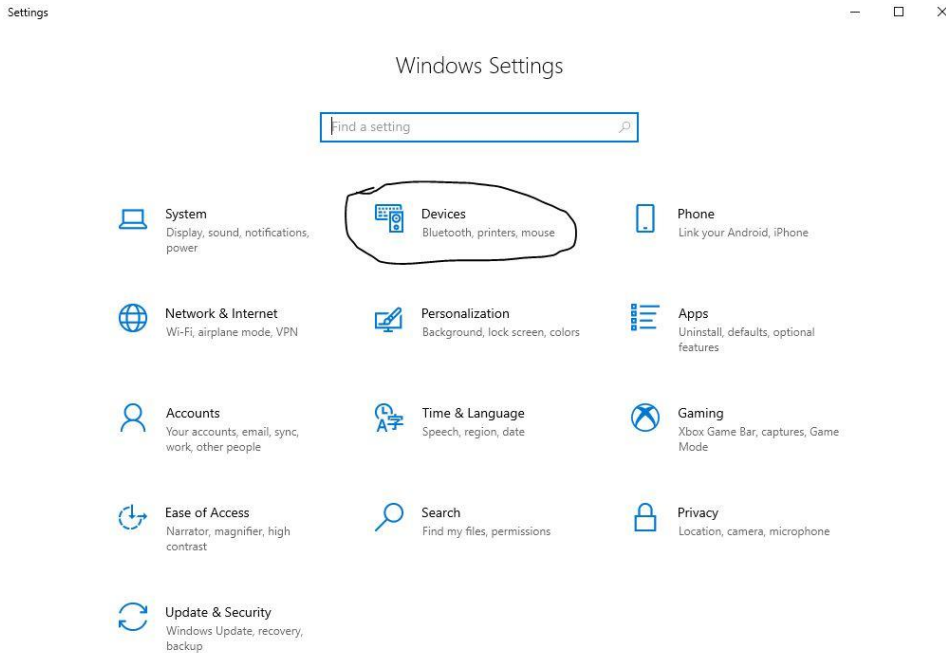 Settings
Windows Settings
Find a setting
System
Display, sound, notifications,
power
Devices
Bluetooth, printers, mouse
Phone
Link your Android, iPhone
Network & Internet
Wi-Fi, airplane mode, VPN
Personalization
Background, lock screen, colors
Apps
Uninstall, defaults, optional
features
Accounts
Your accounts, email, sync,
work, other people
Time & Language
Speech, region, date
Gaming
Xbox Game Bar, captures, Game
Mode
Ease of Access
Narrator, magnifier, high
contrast
Search
Find my files, permissions
Privacy
Location, camera, microphone
Update & Security
Windows Update, recovery,
backup